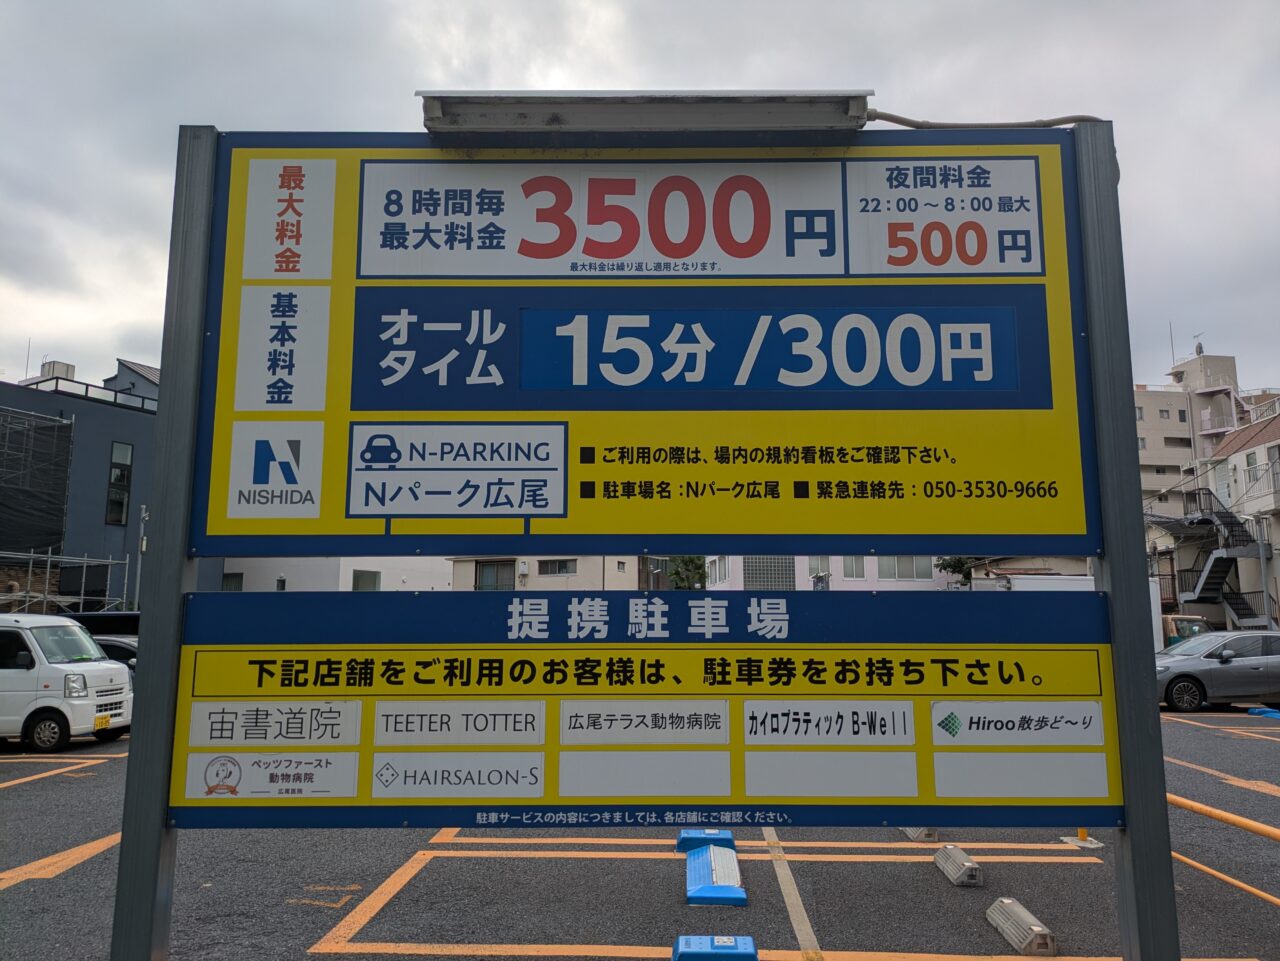 最大料金
8時間毎
最大料金
3500円
最大料金は繰り返し適用となります。
夜間料金
22:00～8:00 最大
500円
基本料金
オール
タイム
15分/300円
NISHIDA
N-PARKING
Nパーク広尾
■ ご利用の際は、場内の規約看板をご確認下さい。
■ 駐車場名：Nパーク広尾 ■ 緊急連絡先：050-3530-9666
提携駐車場
下記店舗をご利用のお客様は、駐車券をお持ち下さい。
宙書道院
TEETER TOTTER
広尾テラス動物病院
カイロプラティック B-Well
Hiroo散歩ど～り
ペッツファースト
動物病院
広尾医院
HAIRSALON-S
駐車サービスの内容につきましては、各店舗にご確認ください。